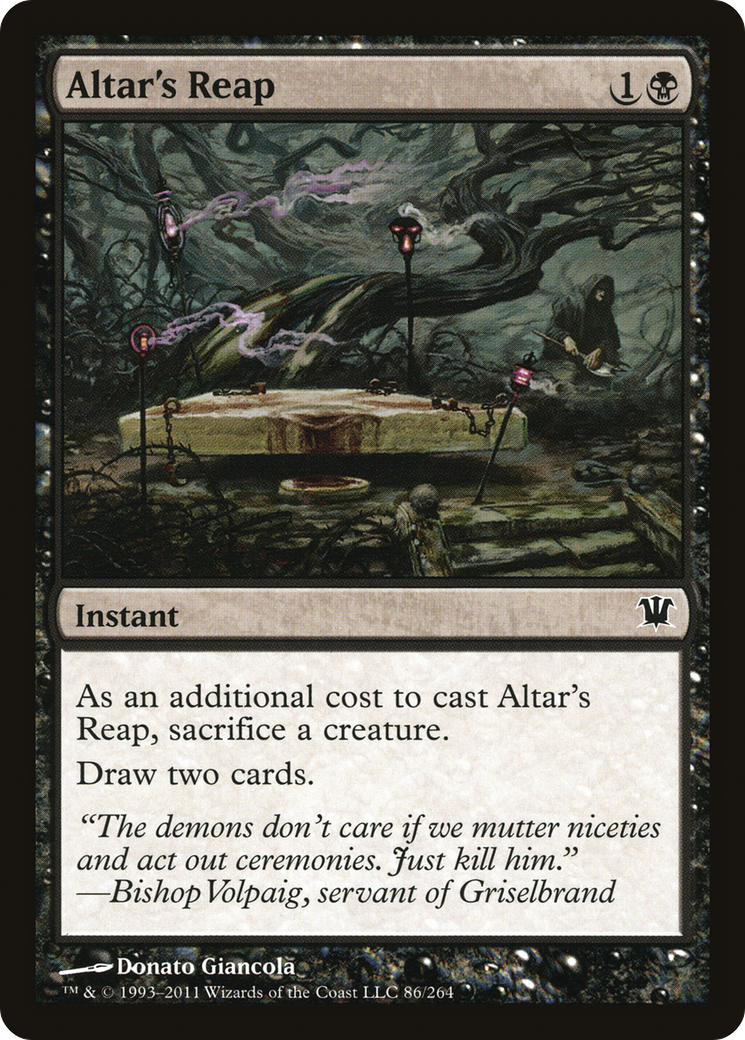 Altar's Reap 1
Instant
As an additional cost to cast Altar's
Reap, sacrifice a creature.
Draw two cards.
“The demons don't care if we mutter niceties
and act out ceremonies. Just kill him.”
—Bishop Volpaig, servant of Griselbrand
Donato Giancola
™ & © 1993–2011 Wizards of the Coast LLC 86/264